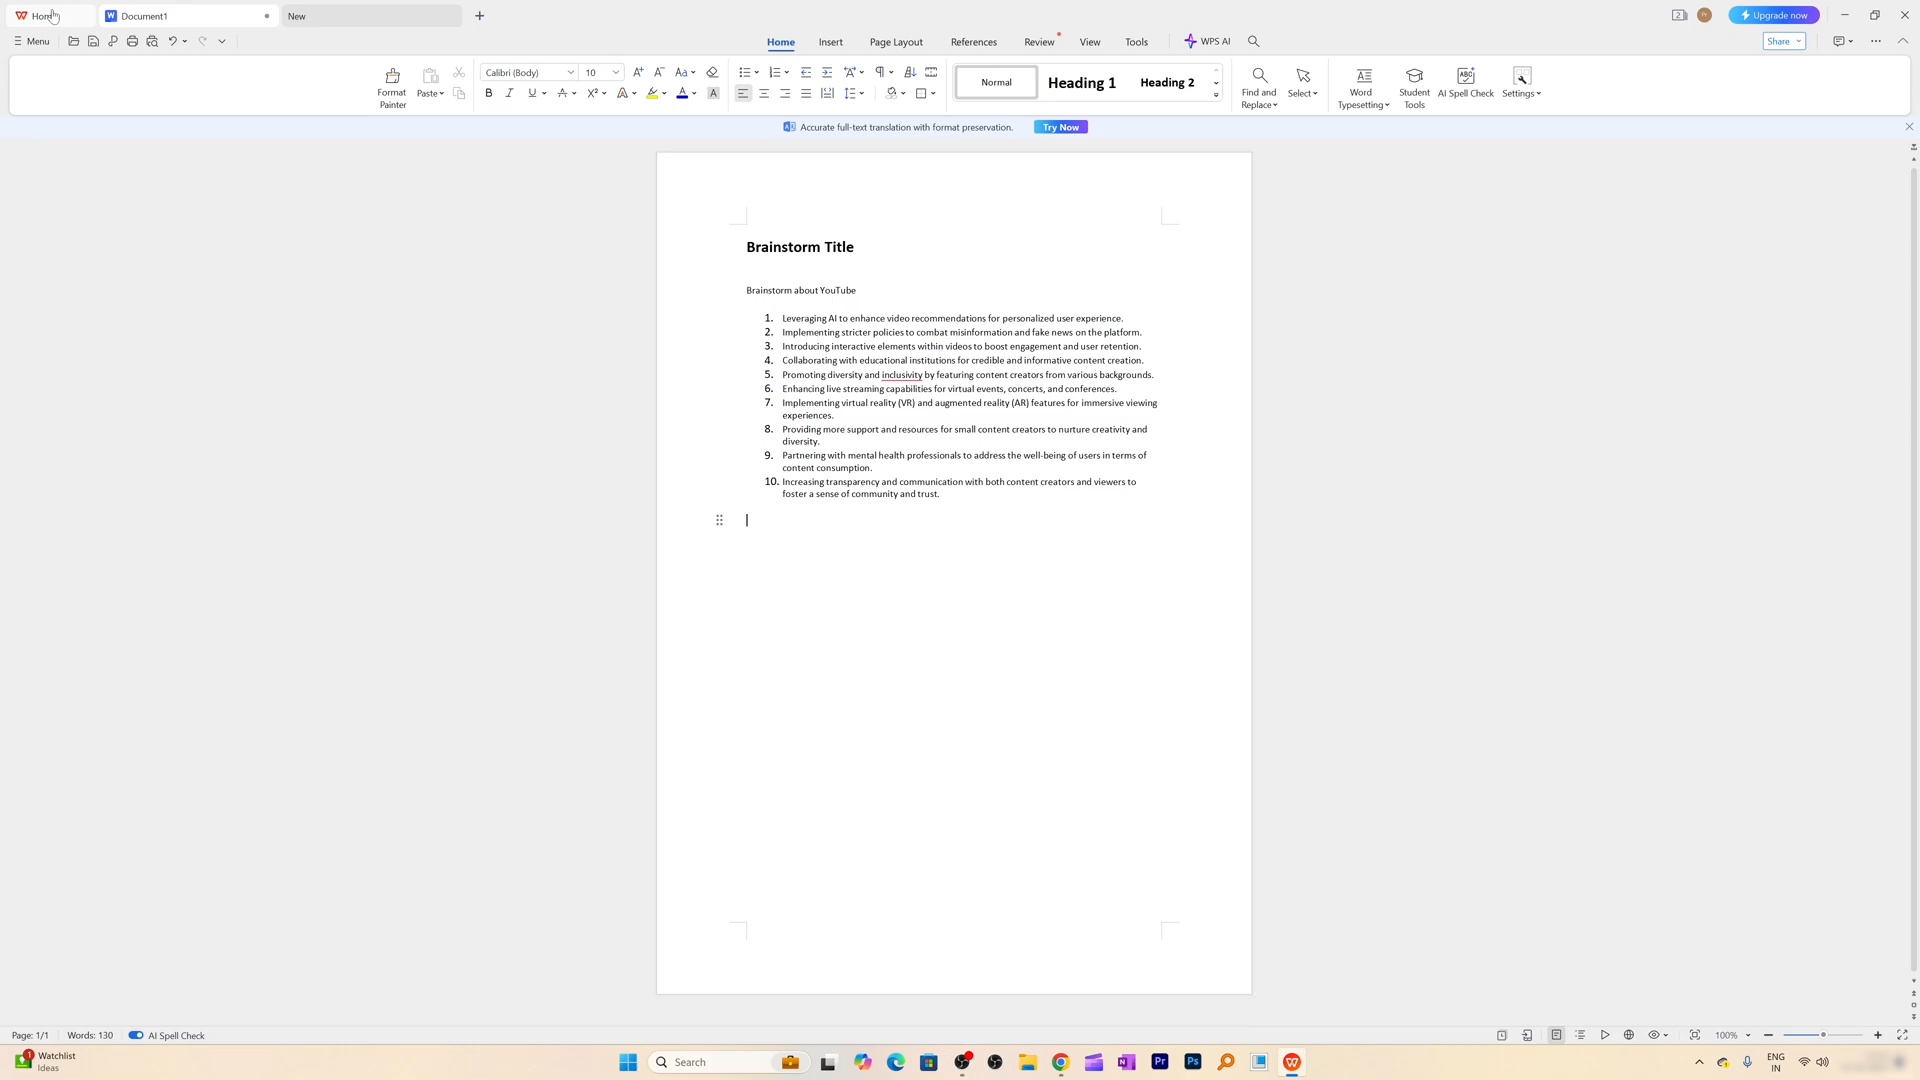 Home
Document1
New
Upgrade now
Menu
Home
Insert
Page Layout
References
Review
View
Tools
WPS AI
Share
Format
Painter
Paste
Calibri (Body)
10
Normal
Heading 1
Heading 2
Find and
Replace
Select
Word
Typesetting
Student
Tools
AI Spell Check
Settings
Accurate full-text translation with format preservation.
Try Now
Brainstorm Title
Brainstorm about YouTube
1. Leveraging AI to enhance video recommendations for personalized user experience.
2. Implementing stricter policies to combat misinformation and fake news on the platform.
3. Introducing interactive elements within videos to boost engagement and user retention.
4. Collaborating with educational institutions for credible and informative content creation.
5. Promoting diversity and inclusivity by featuring content creators from various backgrounds.
6. Enhancing live streaming capabilities for virtual events, concerts, and conferences.
7. Implementing virtual reality (VR) and augmented reality (AR) features for immersive viewing
experiences.
8. Providing more support and resources for small content creators to nurture creativity and
diversity.
9. Partnering with mental health professionals to address the well-being of users in terms of
content consumption.
10. Increasing transparency and communication with both content creators and viewers to
foster a sense of community and trust.
Page: 1/1
Words: 130
AI Spell Check
100%
Watchlist
Ideas
Search
ENG
IN